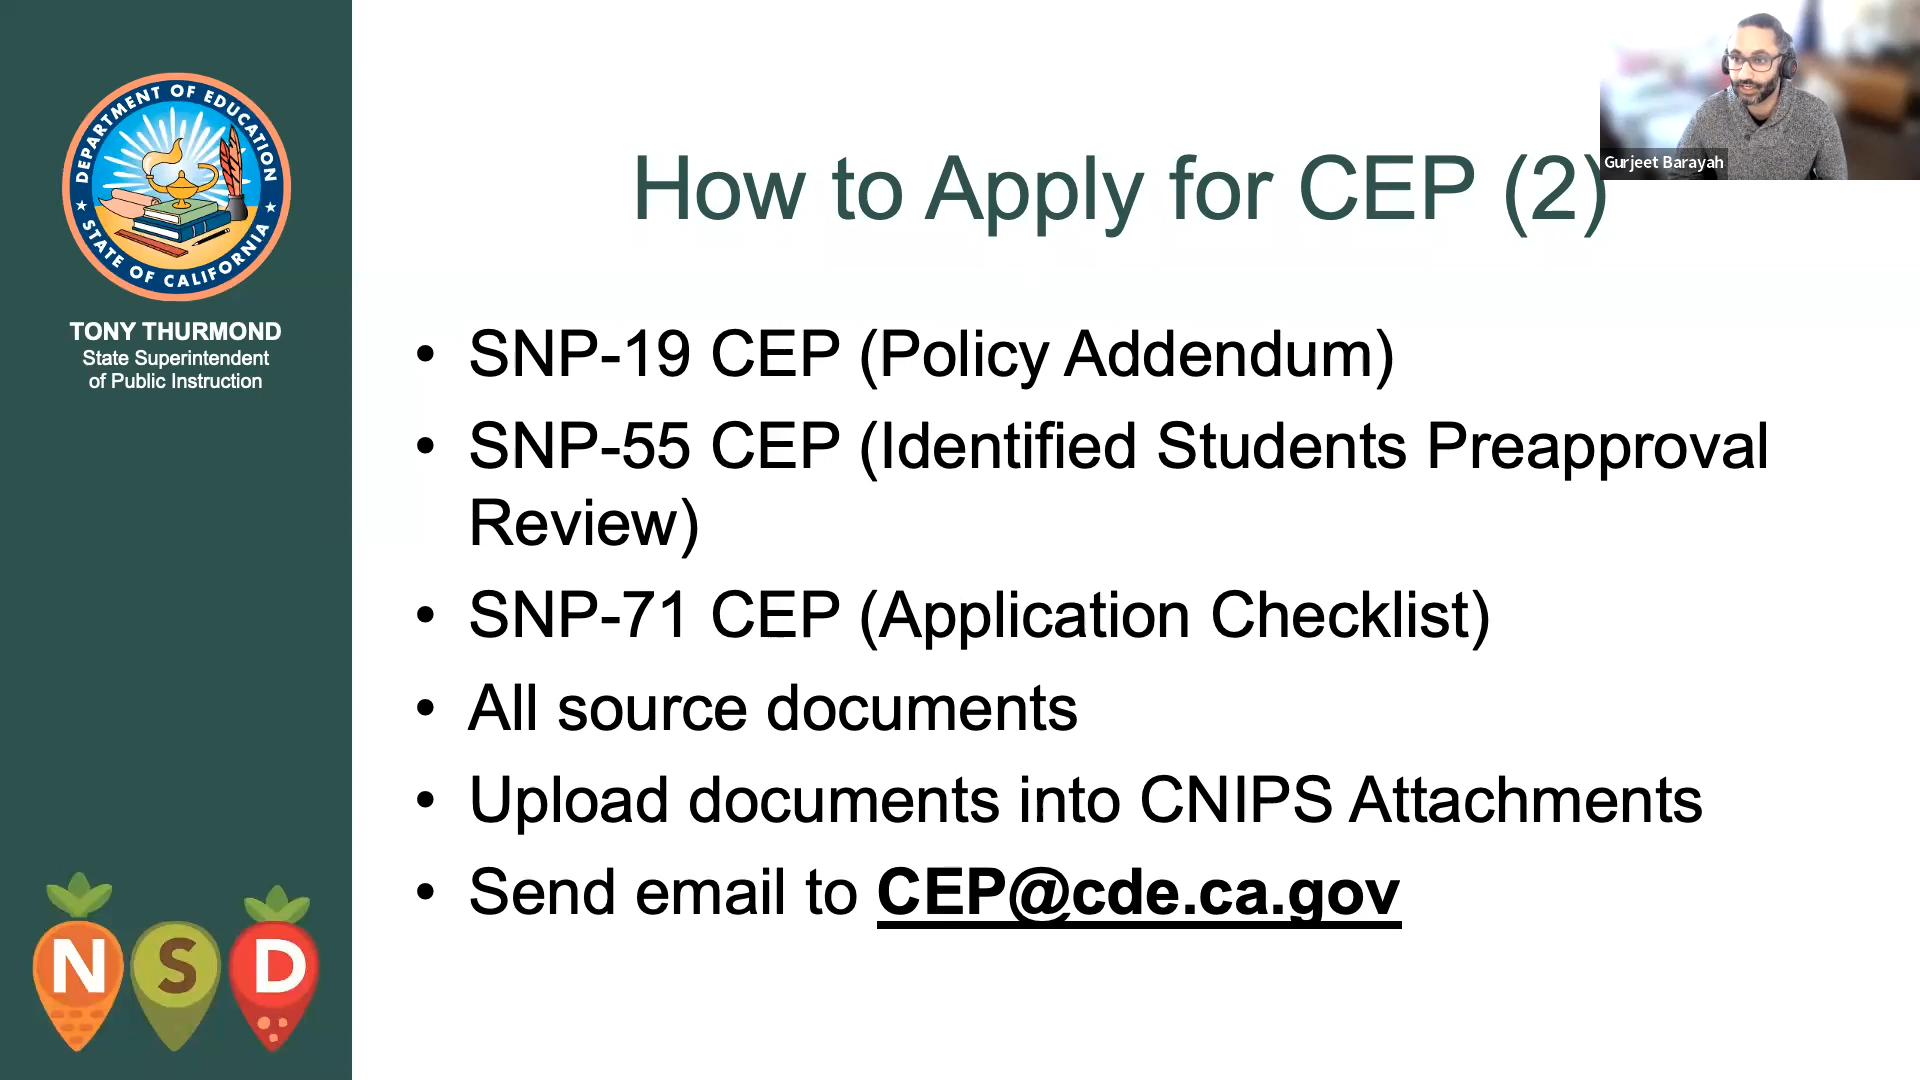 DEPARTMENT OF EDUCATION
STATE OF CALIFORNIA
TONY THURMOND
State Superintendent
of Public Instruction
N S D
How to Apply for CEP (2)
Gurjeet Barayah
• SNP-19 CEP (Policy Addendum)
• SNP-55 CEP (Identified Students Preapproval
Review)
• SNP-71 CEP (Application Checklist)
• All source documents
• Upload documents into CNIPS Attachments
• Send email to CEP@cde.ca.gov